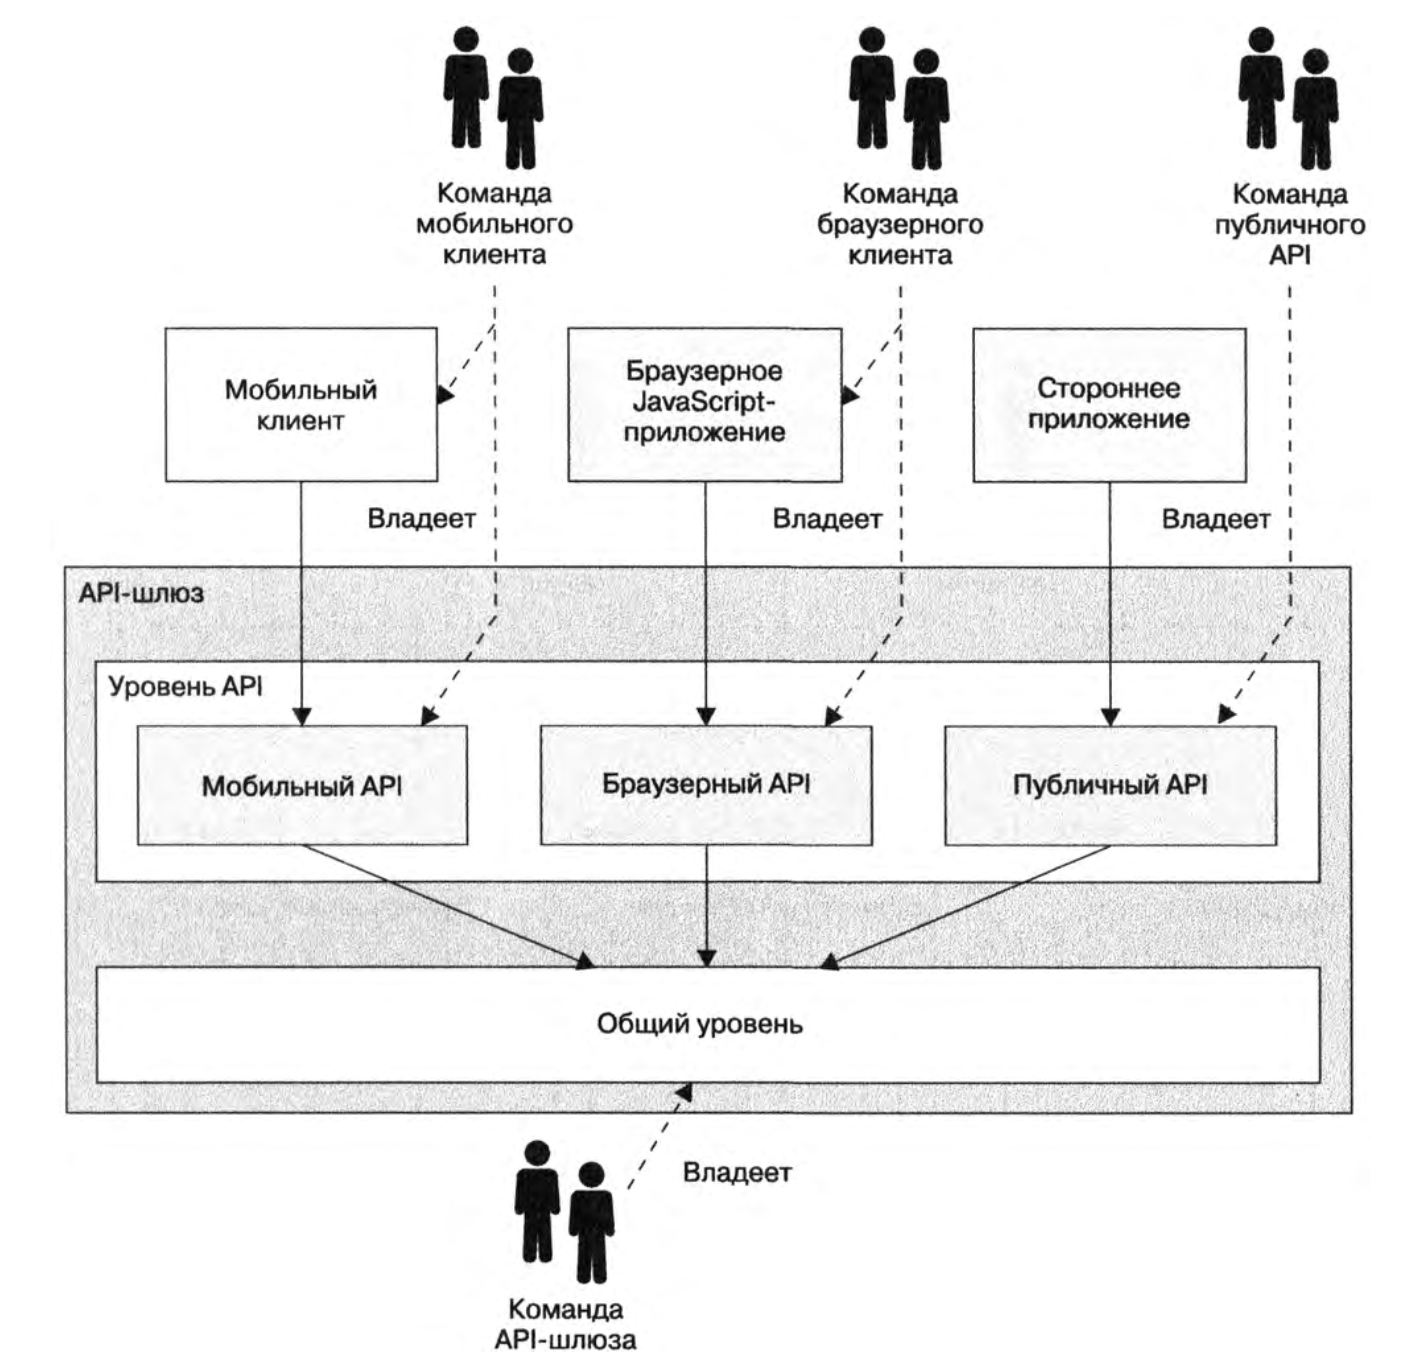 Команда
мобильного
клиента
Команда
браузерного
клиента
Команда
публичного
API
Мобильный
клиент
Браузерное
JavaScript-
приложение
Стороннее
приложение
Владеет
Владеет
Владеет
API-шлюз
Уровень API
Мобильный API
Браузерный API
Публичный API
Общий уровень
Владеет
Команда
API-шлюза